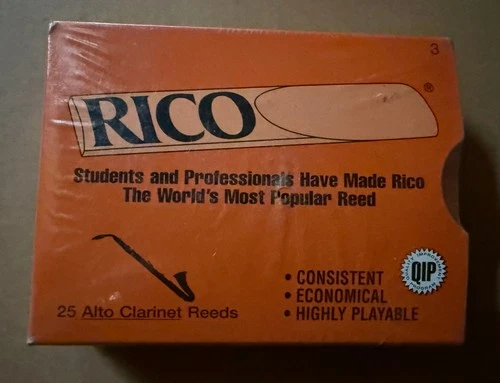 3
RICO®
Students and Professionals Have Made Rico
The World's Most Popular Reed
25 Alto Clarinet Reeds
• CONSISTENT
• ECONOMICAL
• HIGHLY PLAYABLE
QIP